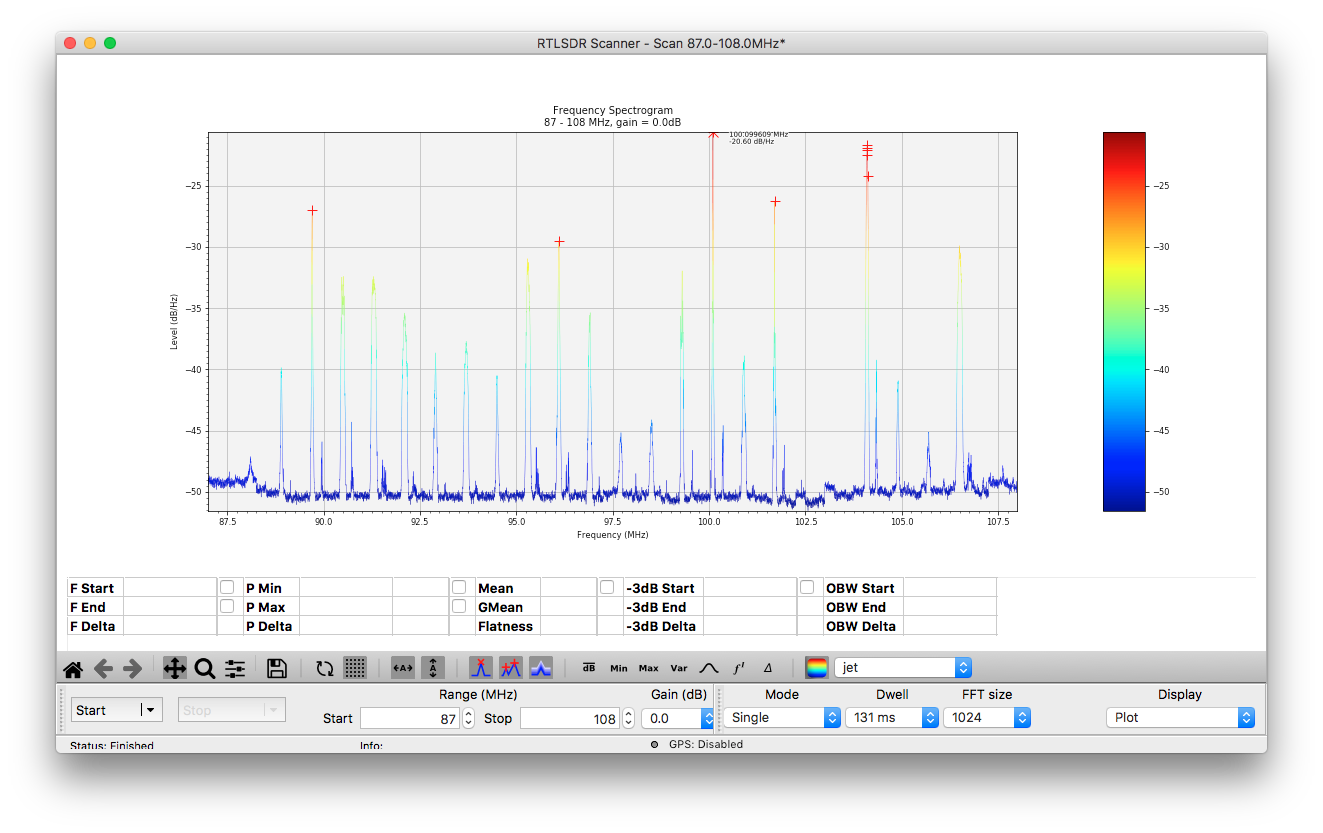 RTLSDR Scanner - Scan 87.0-108.0MHz*
Frequency Spectrogram
87 - 108 MHz, gain = 0.0dB
100.099609 MHz
-20.60 dB/Hz
−25
−30
−35
−40
−45
−50
Level (dB/Hz)
87.5 90.0 92.5 95.0 97.5 100.0 102.5 105.0 107.5
Frequency (MHz)
−25
−30
−35
−40
−45
−50
F Start P Min Mean -3dB Start OBW Start
F End P Max GMean -3dB End OBW End
F Delta P Delta Flatness -3dB Delta OBW Delta
A A dB Min Max Var f' Δ jet
Range (MHz) Gain (dB) Mode Dwell FFT size Display
Start Stop Start 87 Stop 108 0.0 Single 131 ms 1024 Plot
Status: Finished Info: GPS: Disabled